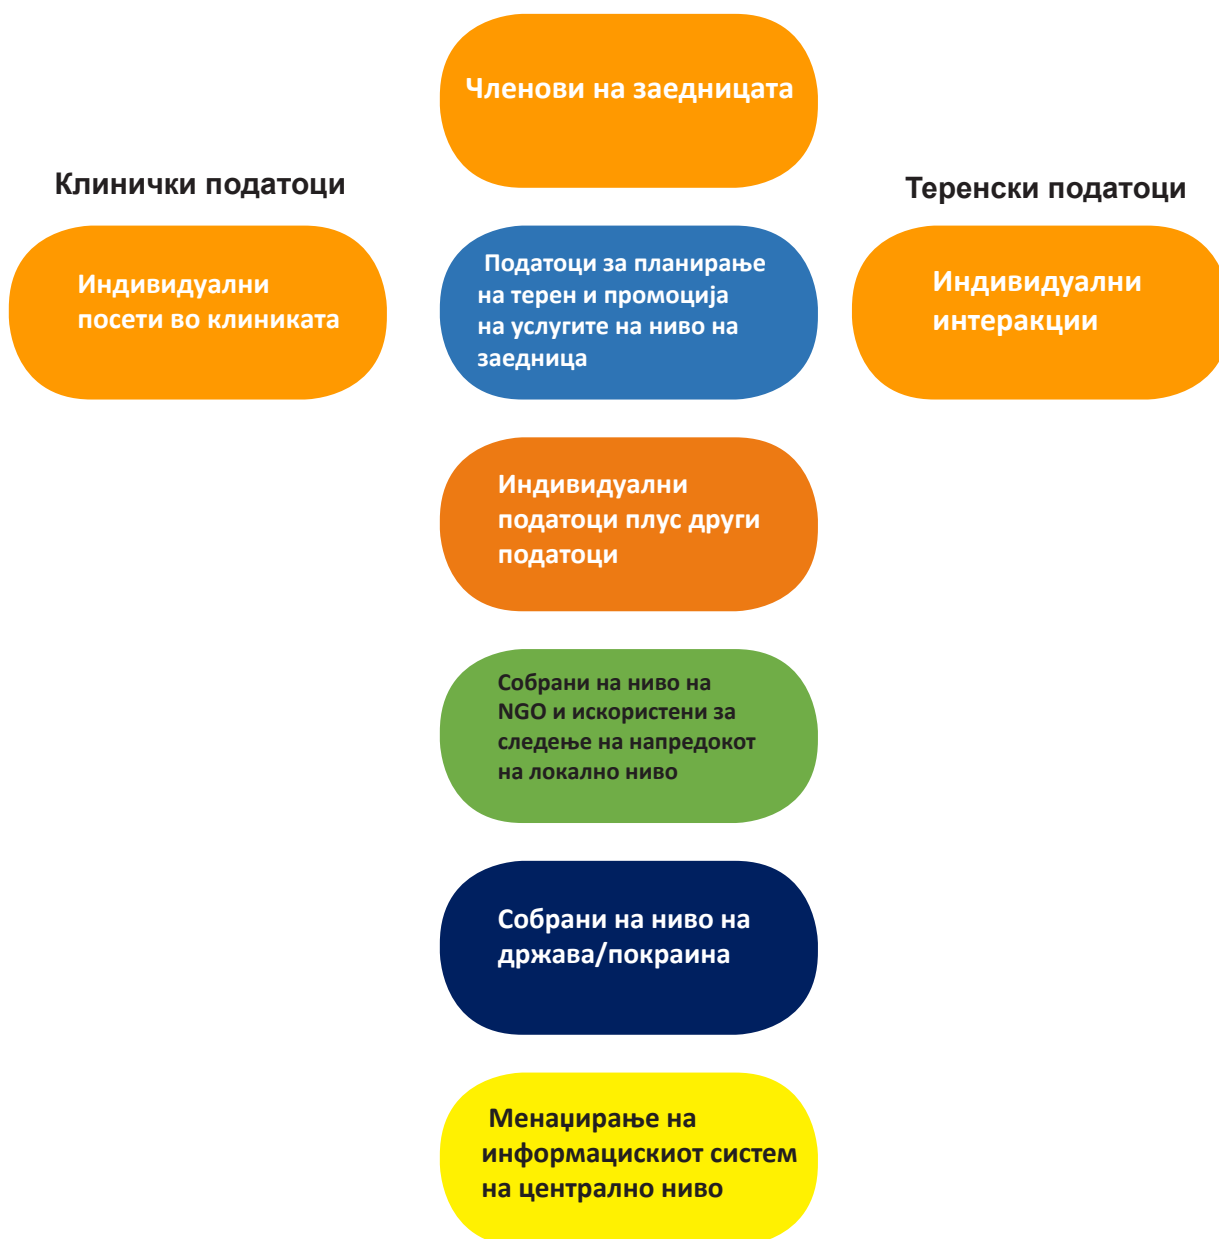 Членови на заедницата
Клинички податоци
Теренски податоци
Индивидуални
посети во клиниката
Податоци за планирање
на терен и промоција
на услугите на ниво на
заедница
Индивидуални
интеракции
Индивидуални
податоци плус други
податоци
Собрани на ниво на
NGO и искористени за
следење на напредокот
на локално ниво
Собрани на ниво на
држава/покраина
Менаџирање на
информацискиот систем
на централно ниво